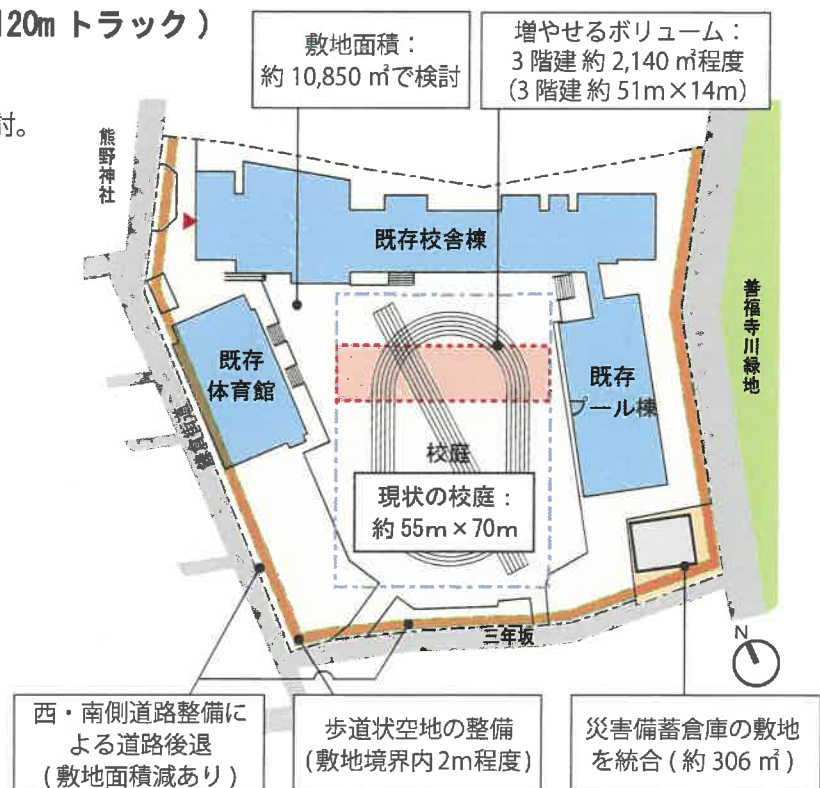 120m トラック )
敷地面積：
約 10,850 ㎡で検討
増やせるボリューム：
3 階建 約 2,140 ㎡程度
（3 階建 約 51m×14m）
討。
熊野神社
既存校舎棟
善福寺川緑地
既存
体育館
既存
プール棟
鎌倉街道
校庭
現状の校庭：
約 55m×70m
三年坂
N
西・南側道路整備に
よる道路後退
( 敷地面積減あり )
歩道状空地の整備
(敷地境界内 2m程度)
災害備蓄倉庫の敷地
を統合 ( 約 306 ㎡ )